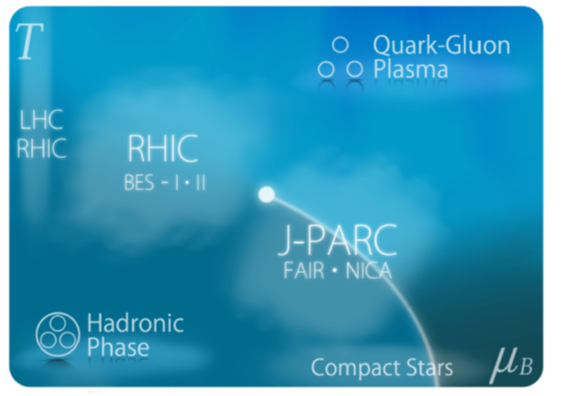 T
Quark-Gluon
Plasma
LHC
RHIC
RHIC
BES - I • II
J-PARC
FAIR • NICA
Hadronic
Phase
Compact Stars
μB